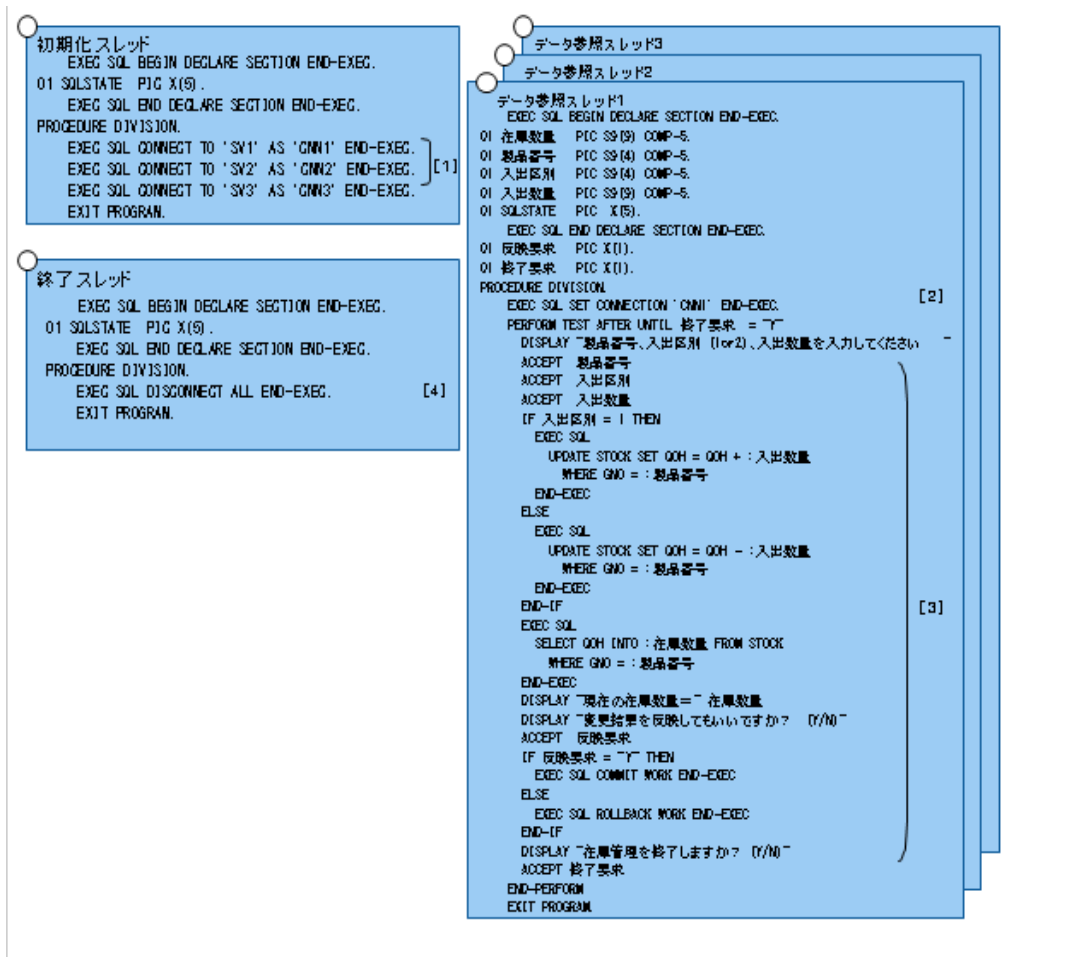 初期化スレッド
EXEC SQL BEGIN DECLARE SECTION END-EXEC.
01 SQLSTATE PIC X(5).
EXEC SQL END DECLARE SECTION END-EXEC.
PROCEDURE DIVISION.
EXEC SQL CONNECT TO 'SV1' AS 'CNN1' END-EXEC.
EXEC SQL CONNECT TO 'SV2' AS 'CNN2' END-EXEC. [1]
EXEC SQL CONNECT TO 'SV3' AS 'CNN3' END-EXEC.
EXIT PROGRAM.
終了スレッド
EXEC SQL BEGIN DECLARE SECTION END-EXEC.
01 SQLSTATE PIC X(5).
EXEC SQL END DECLARE SECTION END-EXEC.
PROCEDURE DIVISION.
EXEC SQL DISCONNECT ALL END-EXEC. [4]
EXIT PROGRAM.
データ参照スレッド3
データ参照スレッド2
データ参照スレッド1
EXEC SQL BEGIN DECLARE SECTION END-EXEC.
01 在庫数量 PIC S9(9) COMP-5.
01 製品番号 PIC S9(4) COMP-5.
01 入出区別 PIC S9(4) COMP-5.
01 入出数量 PIC S9(9) COMP-5.
01 SQLSTATE PIC X(5).
EXEC SQL END DECLARE SECTION END-EXEC.
01 反映要求 PIC X(1).
01 終了要求 PIC X(1).
PROCEDURE DIVISION.
[2]
EXEC SQL SET CONNECTION 'CNN1' END-EXEC.
PERFORM TEST AFTER UNTIL 終了要求 = "Y"
DISPLAY "製品番号、入出区別 (1or2)、入出数量を入力してください "
ACCEPT 製品番号
ACCEPT 入出区別
ACCEPT 入出数量
IF 入出区別 = 1 THEN
EXEC SQL
UPDATE STOCK SET QOH = QOH + :入出数量
WHERE GNO = :製品番号
END-EXEC
ELSE
EXEC SQL
UPDATE STOCK SET QOH = QOH - :入出数量
WHERE GNO = :製品番号
END-EXEC
END-IF
[3]
EXEC SQL
SELECT QOH INTO :在庫数量 FROM STOCK
WHERE GNO = :製品番号
END-EXEC
DISPLAY "現在の在庫数量=" 在庫数量
DISPLAY "変更結果を反映してもいいですか? (Y/N)"
ACCEPT 反映要求
IF 反映要求 = "Y" THEN
EXEC SQL COMMIT WORK END-EXEC
ELSE
EXEC SQL ROLLBACK WORK END-EXEC
END-IF
DISPLAY "在庫管理を終了しますか? (Y/N)"
ACCEPT 終了要求
END-PERFORM
EXIT PROGRAM.